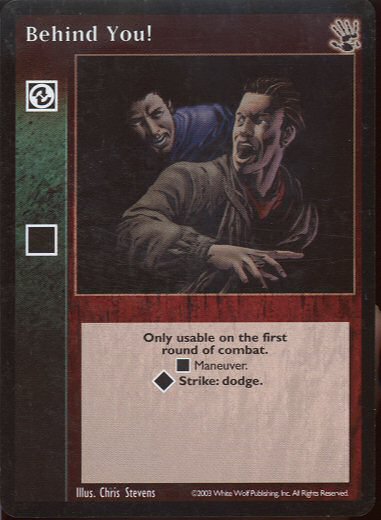 Behind You!
Only usable on the first
round of combat.
Maneuver.
Strike: dodge.
Illus. Chris Stevens
©2003 White Wolf Publishing, Inc. All Rights Reserved.